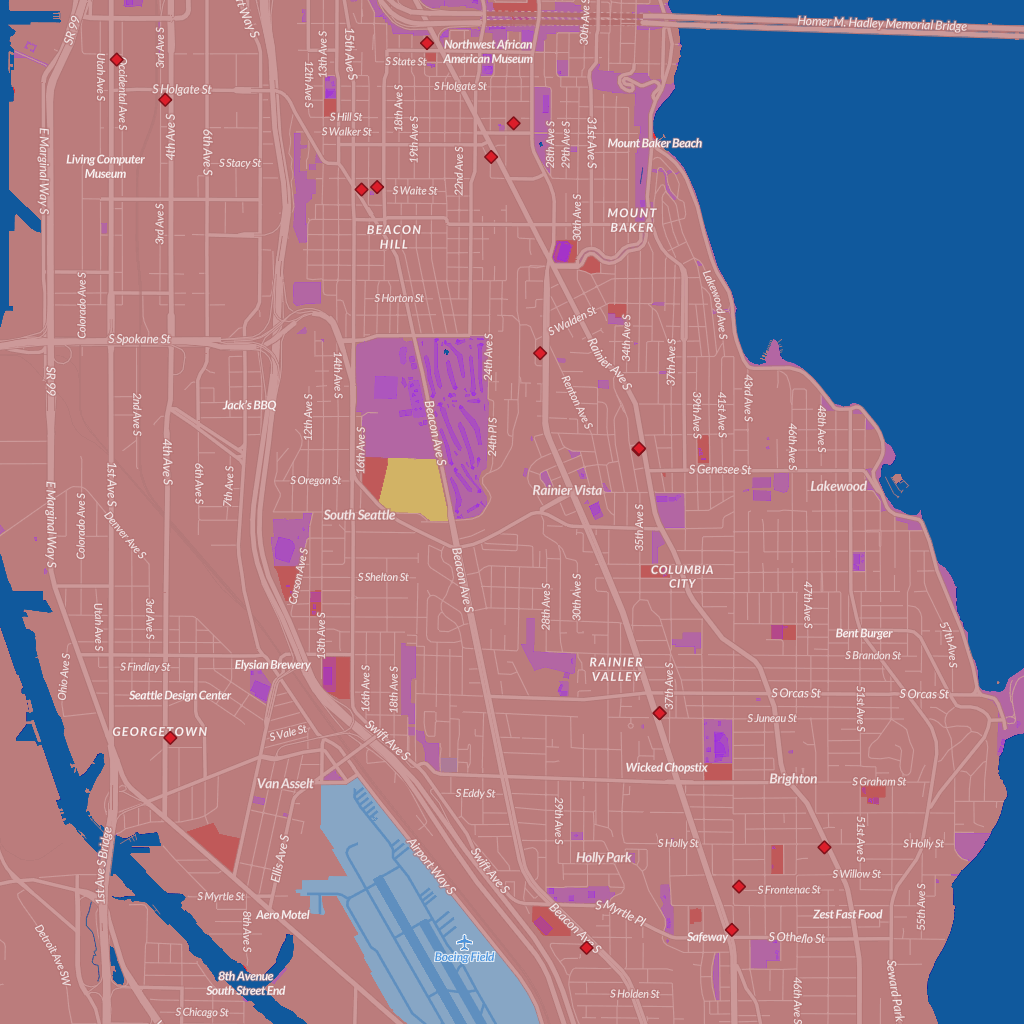 Homer M. Hadley Memorial Bridge
SR 99
3rd Ave S
13th Ave S
15th Ave S
30th Ave S
Northwest African
American Museum
S State St
Utah Ave S
Occidental Ave S
12th Ave S
S Holgate St
S Holgate St
18th Ave S
19th Ave S
S Hill St
S Walker St
4th Ave S
6th Ave S
28th Ave S
29th Ave S
31st Ave S
Mount Baker Beach
E Marginal Way S
Living Computer
Museum
S Stacy St
22nd Ave S
S Waite St
3rd Ave S
BEACON
HILL
30th Ave S
MOUNT
BAKER
Colorado Ave S
S Horton St
Lakewood Ave S
S Walden St
S Spokane St
34th Ave S
24th Ave S
Rainier Ave S
37th Ave S
SR 99
14th Ave S
Renton Ave S
43rd Ave S
2nd Ave S
Jack's BBQ
12th Ave S
Beacon Ave S
39th Ave S
41st Ave S
48th Ave S
46th Ave S
24th Pl S
16th Ave S
4th Ave S
6th Ave S
7th Ave S
1st Ave S
S Genesee St
S Oregon St
Rainier Vista
Lakewood
E Marginal Way S
Colorado Ave S
Denver Ave S
South Seattle
35th Ave S
Corson Ave S
S Shelton St
Beacon Ave S
COLUMBIA
CITY
28th Ave S
30th Ave S
47th Ave S
Utah Ave S
3rd Ave S
13th Ave S
Bent Burger
57th Ave S
S Brandon St
Ohio Ave S
S Findlay St
Elysian Brewery
RAINIER
VALLEY
16th Ave S
18th Ave S
37th Ave S
Seattle Design Center
S Orcas St
51st Ave S
S Orcas St
S Juneau St
GEORGETOWN
S Vale St
Swift Ave S
Wicked Chopstix
Brighton
Van Asselt
S Eddy St
S Graham St
29th Ave S
1st Ave S Bridge
Ellis Ave S
Airport Way S
Swift Ave S
Holly Park
S Holly St
51st Ave S
S Holly St
S Willow St
S Myrtle St
S Frontenac St
55th Ave S
Aero Motel
8th Ave S
S Myrtle Pl
Beacon Ave S
Zest Fast Food
Safeway
S Othello St
Detroit Ave SW
Boeing Field
8th Avenue
South Street End
S Holden St
46th Ave S
Seward Park
S Chicago St